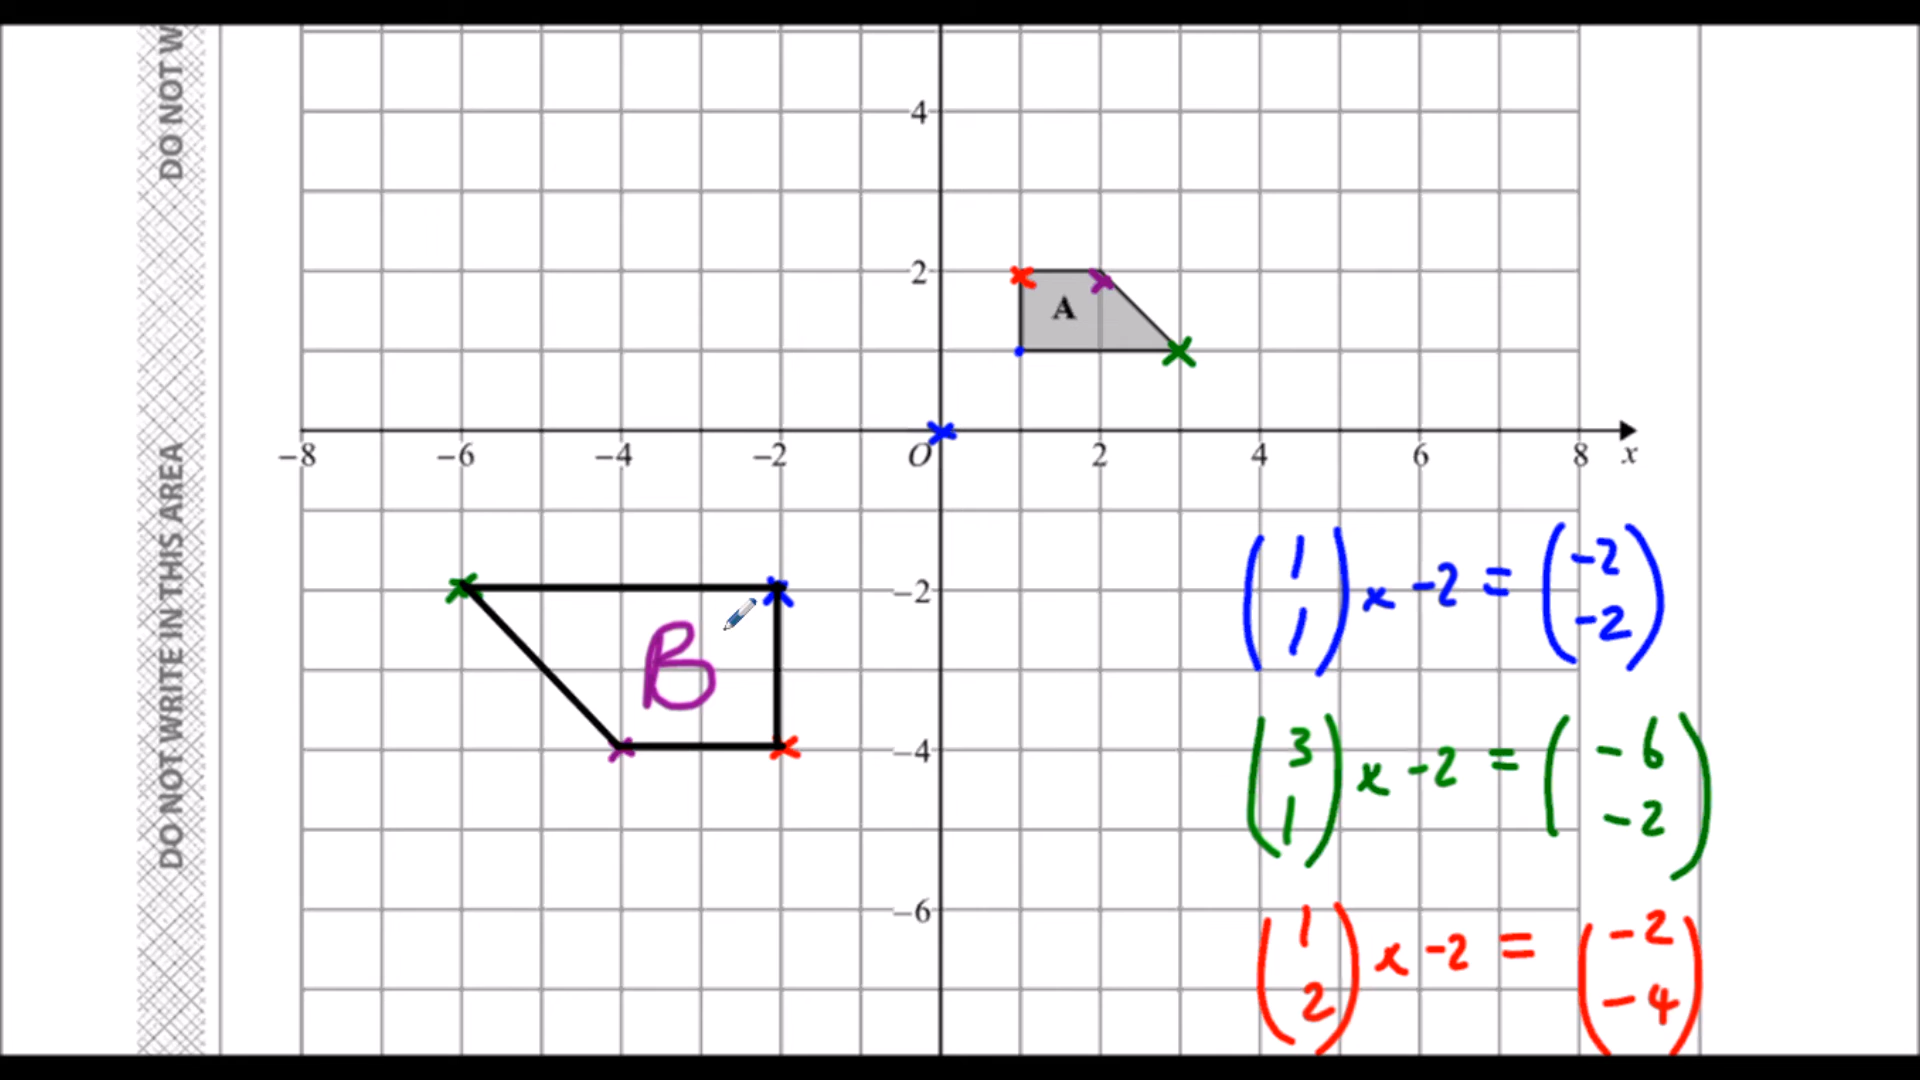 DO NOT W
DO NOT WRITE IN THIS AREA
4
2
A
-8 -6 -4 -2 O 2 4 6 8 x
-2
-4
-6
B
(1 1) x -2 = (-2 -2)
(3 1) x -2 = (-6 -2)
(1 2) x -2 = (-2 -4)